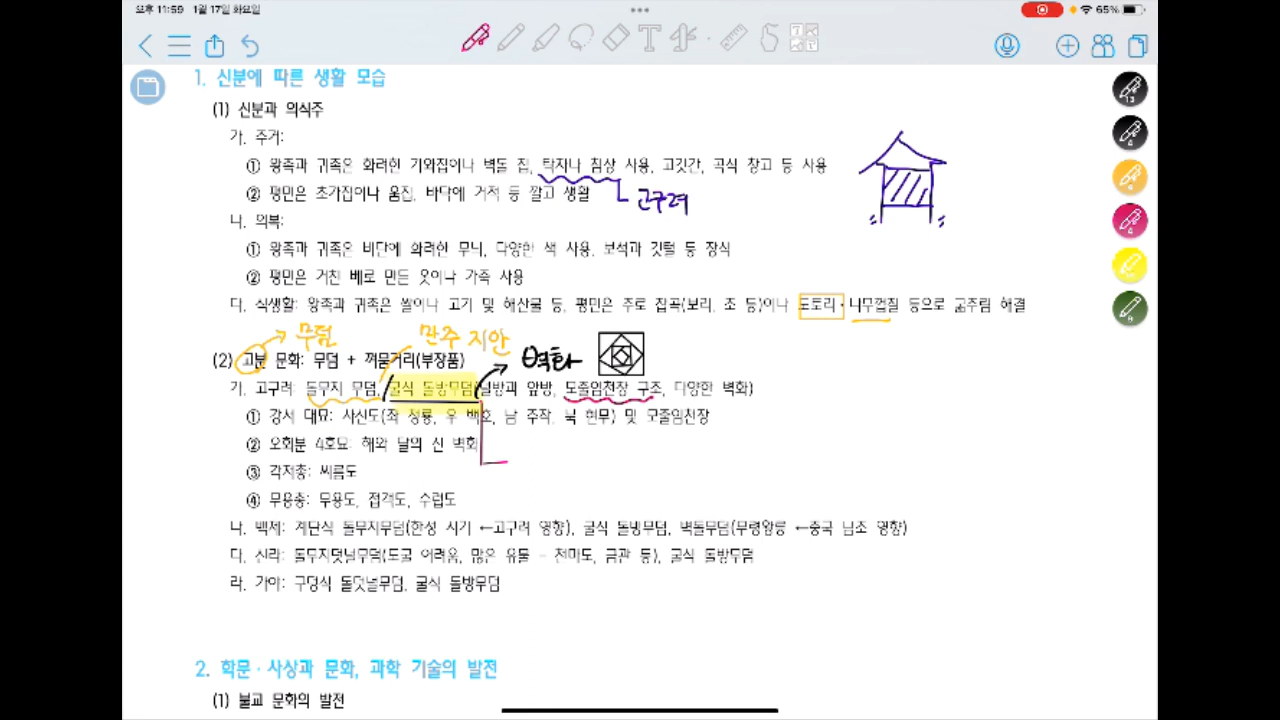 오후 11:59 1월 17일 화요일
65%
1. 신분에 따른 생활 모습
(1) 신분과 의식주
가. 주거:
① 왕족과 귀족은 화려한 기와집이나 벽돌 집, 탁자나 침상 사용, 고깃간, 곡식 창고 등 사용
② 평민은 초가집이나 움집, 바닥에 거적 등 깔고 생활
고구려
나. 의복:
① 왕족과 귀족은 비단에 화려한 무늬, 다양한 색 사용, 보석과 깃털 등 장식
② 평민은 거친 베로 만든 옷이나 가죽 사용
다. 식생활: 왕족과 귀족은 쌀이나 고기 및 해산물 등, 평민은 주로 잡곡(보리, 조 등)이나 도토리·나무껍질 등으로 굶주림 해결
무덤 만주 지안
(2) 고분 문화: 무덤 + 껴묻거리(부장품) 벽화
가. 고구려: 돌무지 무덤, 굴식 돌방무덤(널방과 앞방, 모줄임천장 구조, 다양한 벽화)
① 강서 대묘: 사신도(좌 청룡, 우 백호, 남 주작, 북 현무) 및 모줄임천장
② 오회분 4호묘: 해와 달의 신 벽화
③ 각저총: 씨름도
④ 무용총: 무용도, 접객도, 수렵도
나. 백제: 계단식 돌무지무덤(한성 시기 ←고구려 영향), 굴식 돌방무덤, 벽돌무덤(무령왕릉 ←중국 남조 영향)
다. 신라: 돌무지덧널무덤(도굴 어려움, 많은 유물 - 천마도, 금관 등), 굴식 돌방무덤
라. 가야: 구덩식 돌덧널무덤, 굴식 돌방무덤
2. 학문·사상과 문화, 과학 기술의 발전
(1) 불교 문화의 발전